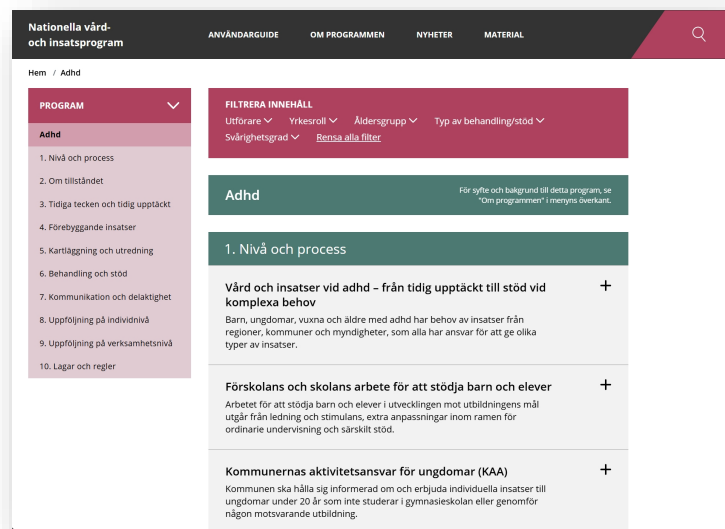 Nationella vård-
och insatsprogram
ANVÄNDARGUIDE OM PROGRAMMEN NYHETER MATERIAL
Hem / Adhd
PROGRAM
Adhd
1. Nivå och process
2. Om tillståndet
3. Tidiga tecken och tidig upptäckt
4. Förebyggande insatser
5. Kartläggning och utredning
6. Behandling och stöd
7. Kommunikation och delaktighet
8. Uppföljning på individnivå
9. Uppföljning på verksamhetsnivå
10. Lagar och regler
FILTRERA INNEHÅLL
Utförare Yrkesroll Åldersgrupp Typ av behandling/stöd
Svårighetsgrad Rensa alla filter
Adhd
För syfte och bakgrund till detta program, se
"Om programmen" i menyns överkant.
1. Nivå och process
Vård och insatser vid adhd – från tidig upptäckt till stöd vid
komplexa behov
Barn, ungdomar, vuxna och äldre med adhd har behov av insatser från
regioner, kommuner och myndigheter, som alla har ansvar för att ge olika
typer av insatser.
Förskolans och skolans arbete för att stödja barn och elever
Arbetet för att stödja barn och elever i utvecklingen mot utbildningens mål
utgår från ledning och stimulans, extra anpassningar inom ramen för
ordinarie undervisning och särskilt stöd.
Kommunernas aktivitetsansvar för ungdomar (KAA)
Kommunen ska hålla sig informerad om och erbjuda individuella insatser till
ungdomar under 20 år som inte studerar i gymnasieskolan eller genomför
någon motsvarande utbildning.